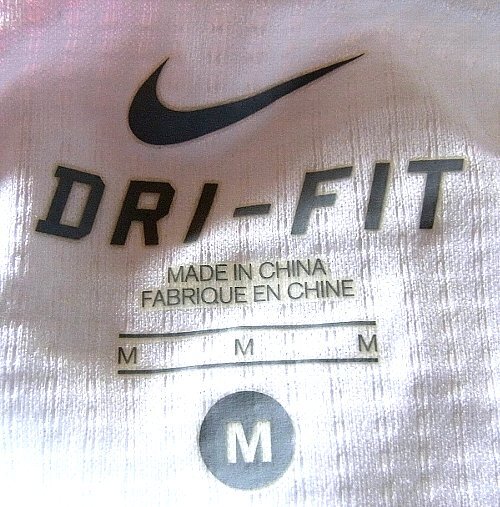 DRI-FIT
MADE IN CHINA
FABRIQUE EN CHINE
M M M
M